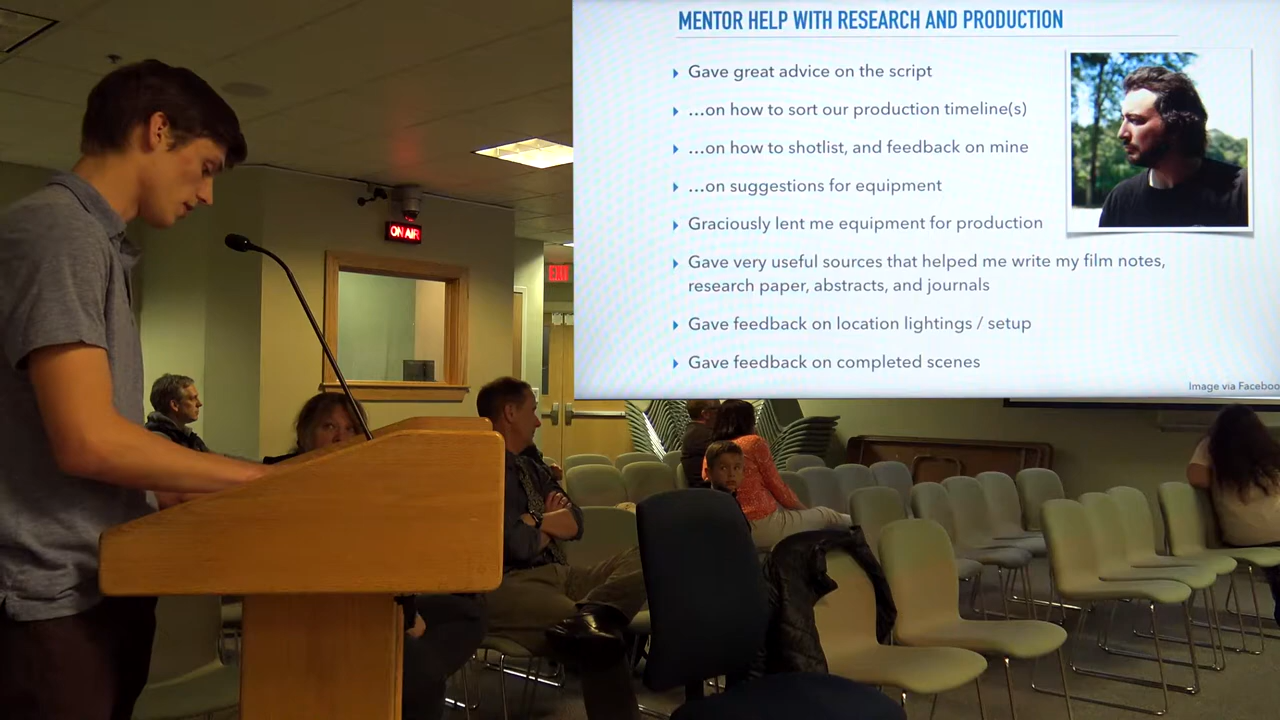 MENTOR HELP WITH RESEARCH AND PRODUCTION
Gave great advice on the script
...on how to sort our production timeline(s)
...on how to shotlist, and feedback on mine
...on suggestions for equipment
Graciously lent me equipment for production
Gave very useful sources that helped me write my film notes,
research paper, abstracts, and journals
Gave feedback on location lightings / setup
Gave feedback on completed scenes
Image via Faceboo
ON AIR
EXIT